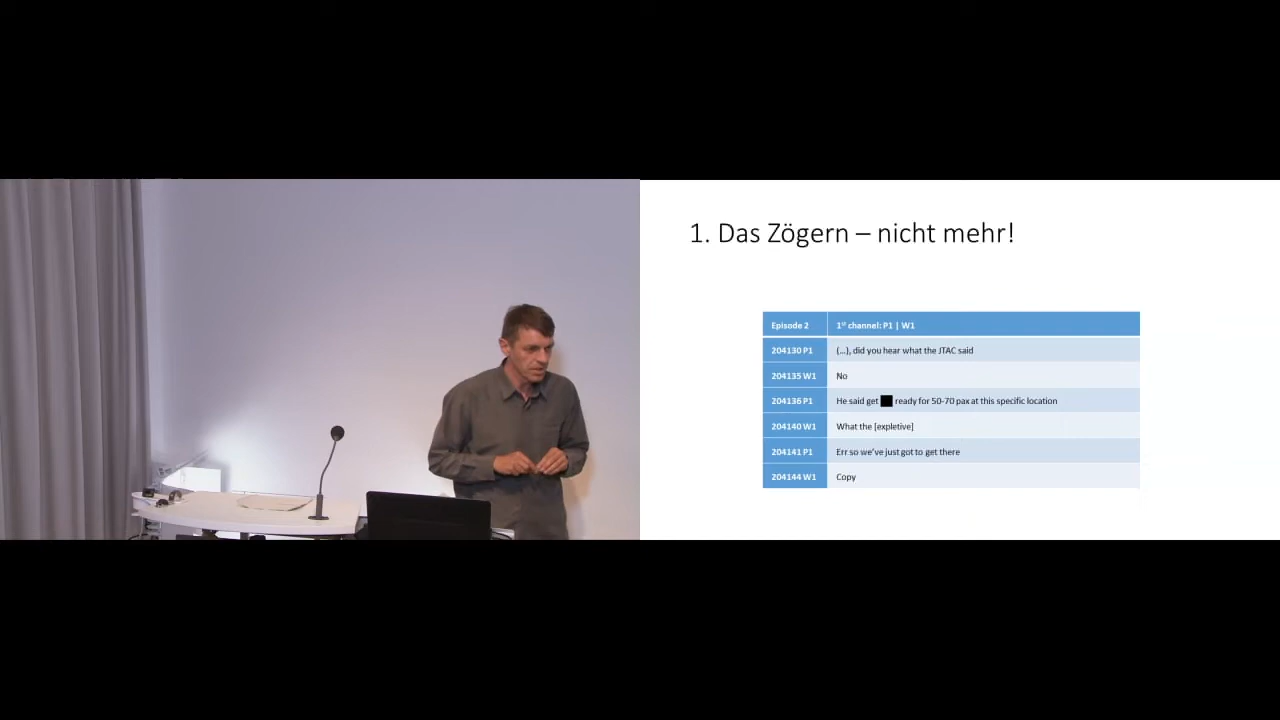 1. Das Zögern – nicht mehr!
Episode 2 1st channel: P1 | W1
204130 P1 (...), did you hear what the JTAC said
204135 W1 No
204136 P1 He said get ready for 50-70 pax at this specific location
204140 W1 What the [expletive]
204141 P1 Err so we've just got to get there
204144 W1 Copy